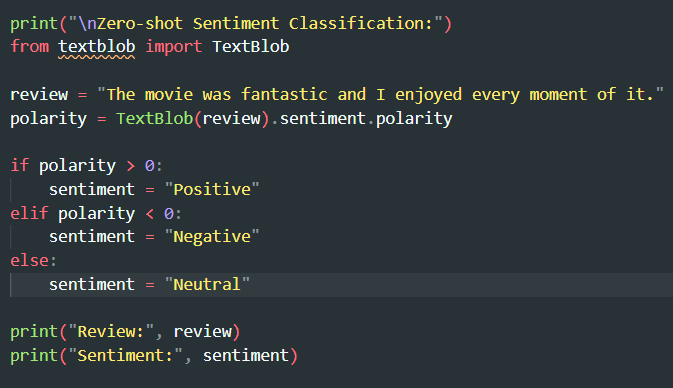 print("\nZero-shot Sentiment Classification:")
from textblob import TextBlob
review = "The movie was fantastic and I enjoyed every moment of it."
polarity = TextBlob(review).sentiment.polarity
if polarity > 0:
    sentiment = "Positive"
elif polarity < 0:
    sentiment = "Negative"
else:
    sentiment = "Neutral"
print("Review:", review)
print("Sentiment:", sentiment)